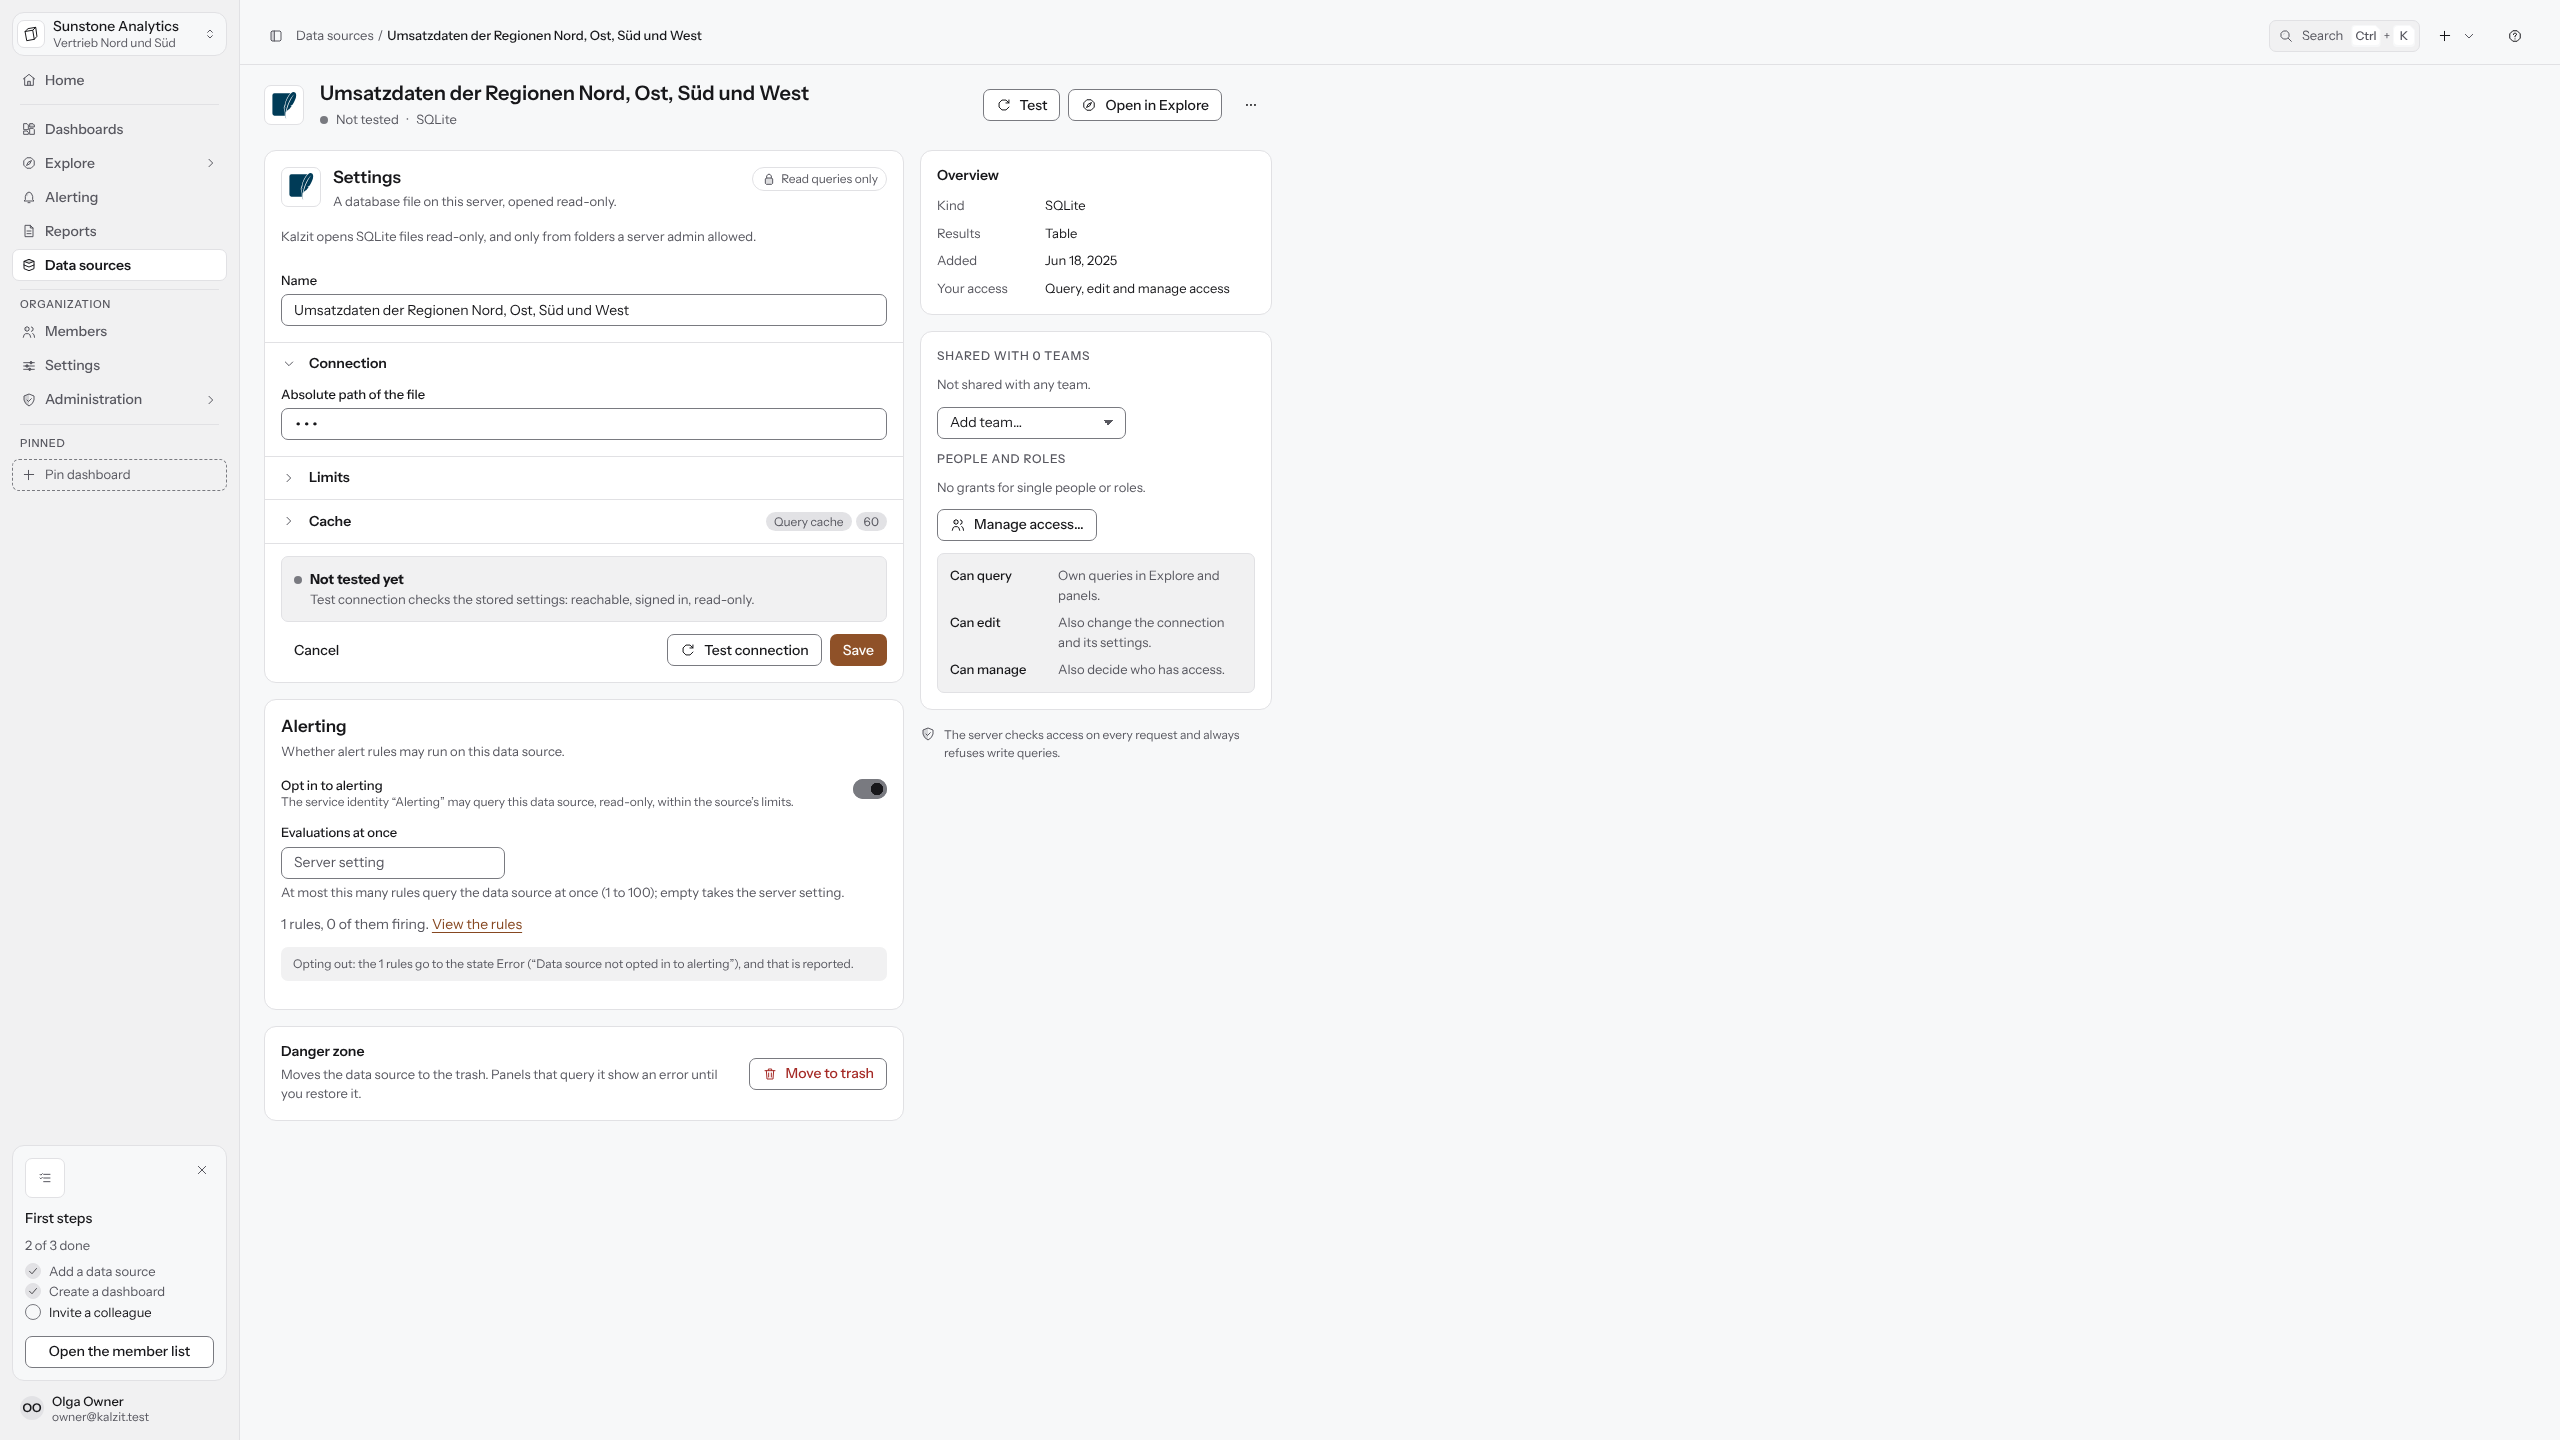 Sunstone Analytics
Vertrieb Nord und Süd
Home
Dashboards
Explore
Alerting
Reports
Data sources
ORGANIZATION
Members
Settings
Administration
PINNED
Pin dashboard
First steps
2 of 3 done
Add a data source
Create a dashboard
Invite a colleague
Open the member list
OO
Olga Owner
owner@kalzit.test
Data sources / Umsatzdaten der Regionen Nord, Ost, Süd und West
Search Ctrl + K
Umsatzdaten der Regionen Nord, Ost, Süd und West
Not tested · SQLite
Test
Open in Explore
Settings
Read queries only
A database file on this server, opened read-only.
Kalzit opens SQLite files read-only, and only from folders a server admin allowed.
Name
Umsatzdaten der Regionen Nord, Ost, Süd und West
Connection
Absolute path of the file
•••
Limits
Cache
Query cache 60
Not tested yet
Test connection checks the stored settings: reachable, signed in, read-only.
Cancel
Test connection
Save
Alerting
Whether alert rules may run on this data source.
Opt in to alerting
The service identity “Alerting” may query this data source, read-only, within the source’s limits.
Evaluations at once
Server setting
At most this many rules query the data source at once (1 to 100); empty takes the server setting.
1 rules, 0 of them firing. View the rules
Opting out: the 1 rules go to the state Error (“Data source not opted in to alerting”), and that is reported.
Danger zone
Moves the data source to the trash. Panels that query it show an error until
you restore it.
Move to trash
Overview
Kind SQLite
Results Table
Added Jun 18, 2025
Your access Query, edit and manage access
SHARED WITH 0 TEAMS
Not shared with any team.
Add team…
PEOPLE AND ROLES
No grants for single people or roles.
Manage access…
Can query Own queries in Explore and
panels.
Can edit Also change the connection
and its settings.
Can manage Also decide who has access.
The server checks access on every request and always
refuses write queries.